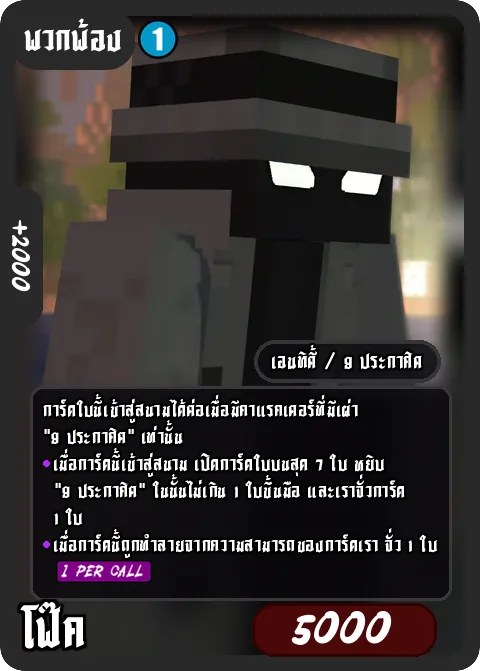 พวกพ้อง 1
+2000
เอนทิตี้ / 9 ประกาศิต
การ์ดใบนี้เข้าสู่สนามได้ต่อเมื่อมีคาแรคเตอร์ที่มีเผ่า
"9 ประกาศิต" เท่านั้น
•เมื่อการ์ดนี้เข้าสู่สนาม เปิดการ์ดใบบนสุด 7 ใบ หยิบ
"9 ประกาศิต" ในนั้นไม่เกิน 1 ใบขึ้นมือ และเราจั่วการ์ด
1 ใบ
•เมื่อการ์ดนี้ถูกทำลายจากความสามารถของการ์ดเรา จั่ว 1 ใบ
1 PER CALL
โฟ๊ค
5000